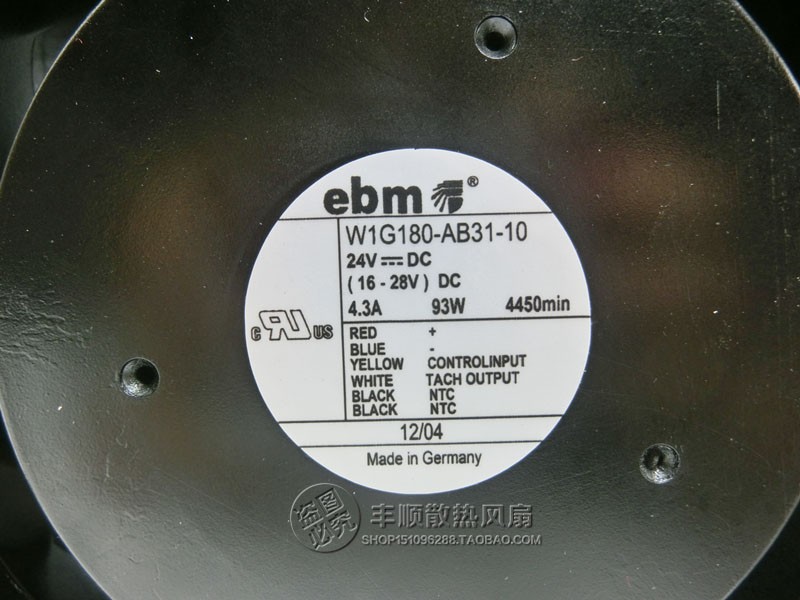 ebm®
W1G180-AB31-10
24V DC
(16 - 28V) DC
4.3A 93W 4450min
c RU US
RED +
BLUE -
YELLOW CONTROLINPUT
WHITE TACH OUTPUT
BLACK NTC
BLACK NTC
12/04
Made in Germany
盗图必究
丰顺散热风扇
SHOP151096288.TAOBAO.COM